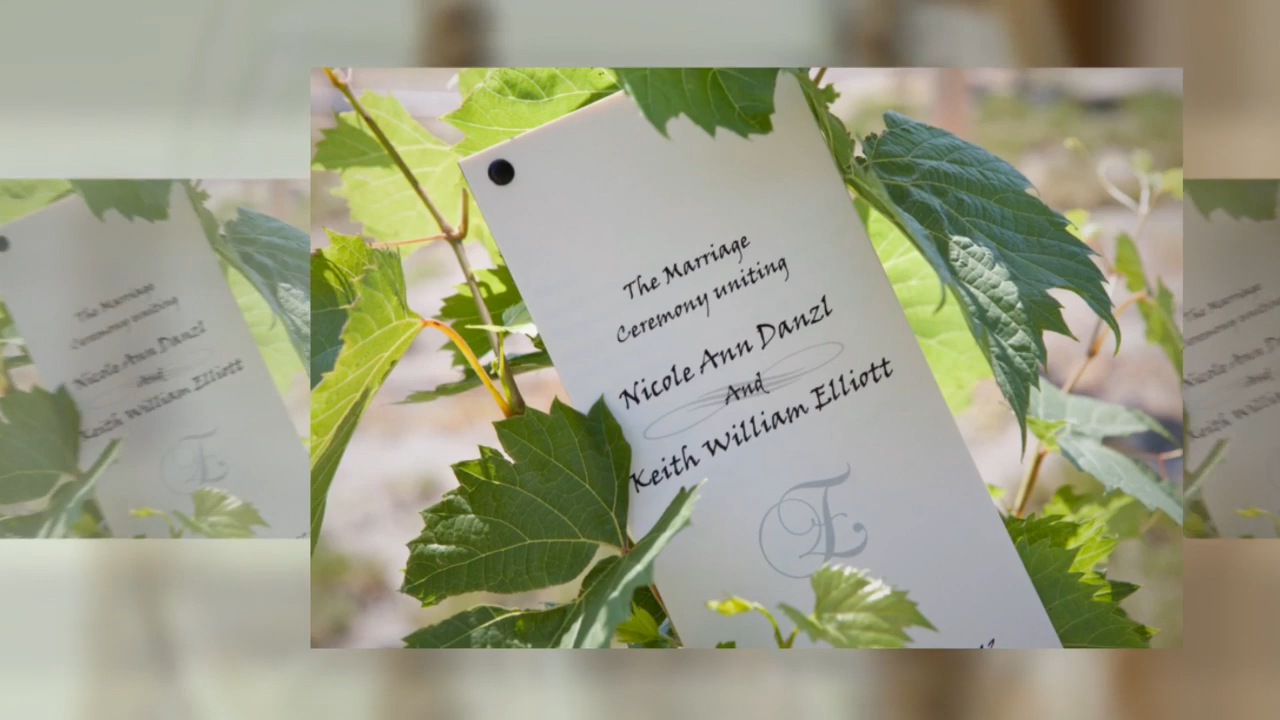 The Marriage
Ceremony uniting
Nicole Ann Danzl
And
Keith William Elliott
E